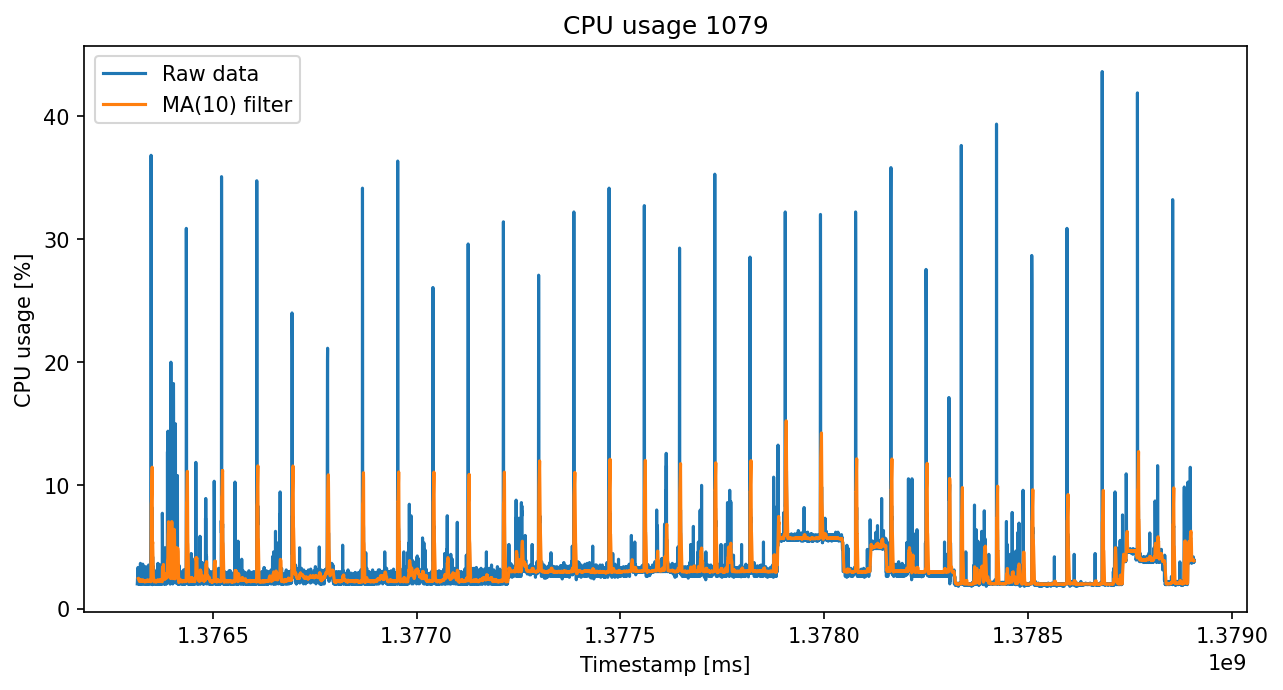 CPU usage 1079
Raw data
MA(10) filter
CPU usage [%]
40
30
20
10
0
1.3765 1.3770 1.3775 1.3780 1.3785 1.3790
1e9
Timestamp [ms]